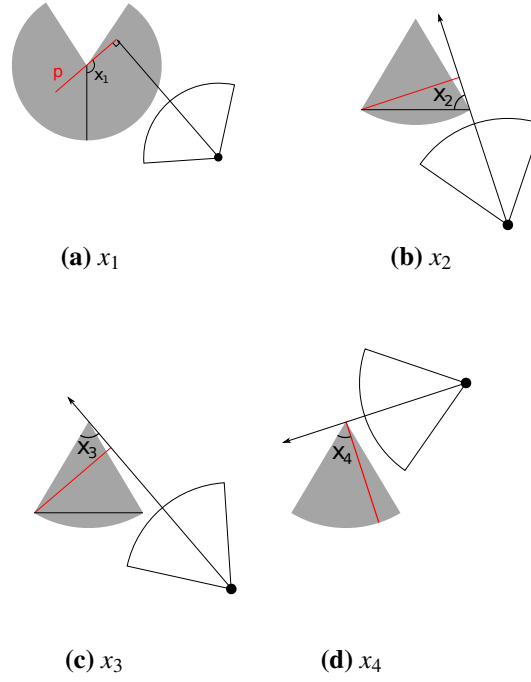 p
x₁
x₂
(a) x₁
(b) x₂
x₃
x₄
(c) x₃
(d) x₄